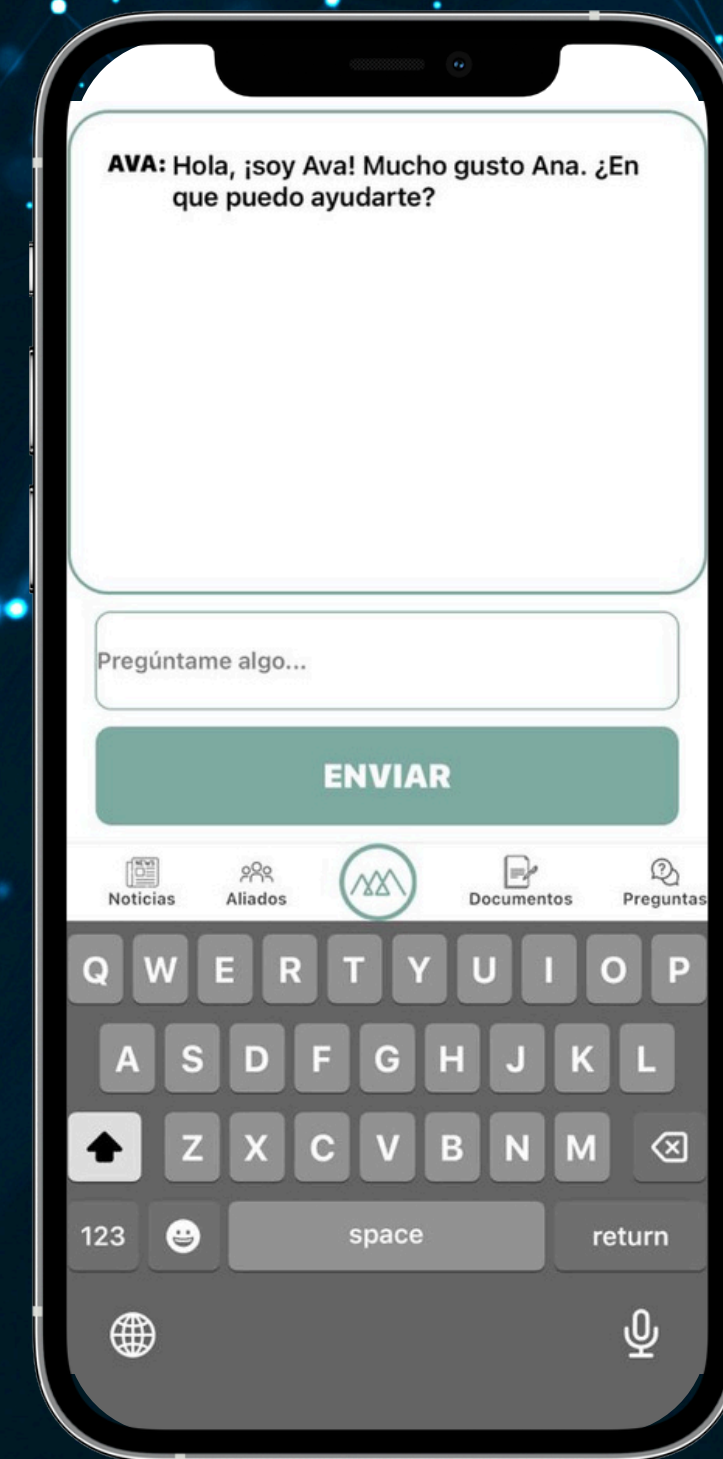 AVA: Hola, ¡soy Ava! Mucho gusto Ana. ¿En
que puedo ayudarte?
Pregúntame algo...
ENVIAR
NEWS
Noticias
Aliados
Documentos
Preguntas
Q W E R T Y U I O P
A S D F G H J K L
Z X C V B N M
123 space return